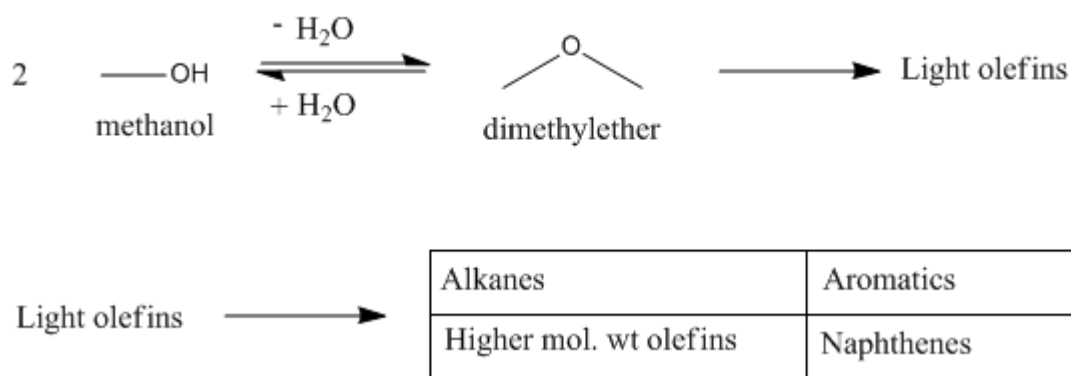 - H₂O
2 —OH O Light olefins
+ H₂O
methanol dimethylether
Alkanes Aromatics
Light olefins
Higher mol. wt olefins Naphthenes